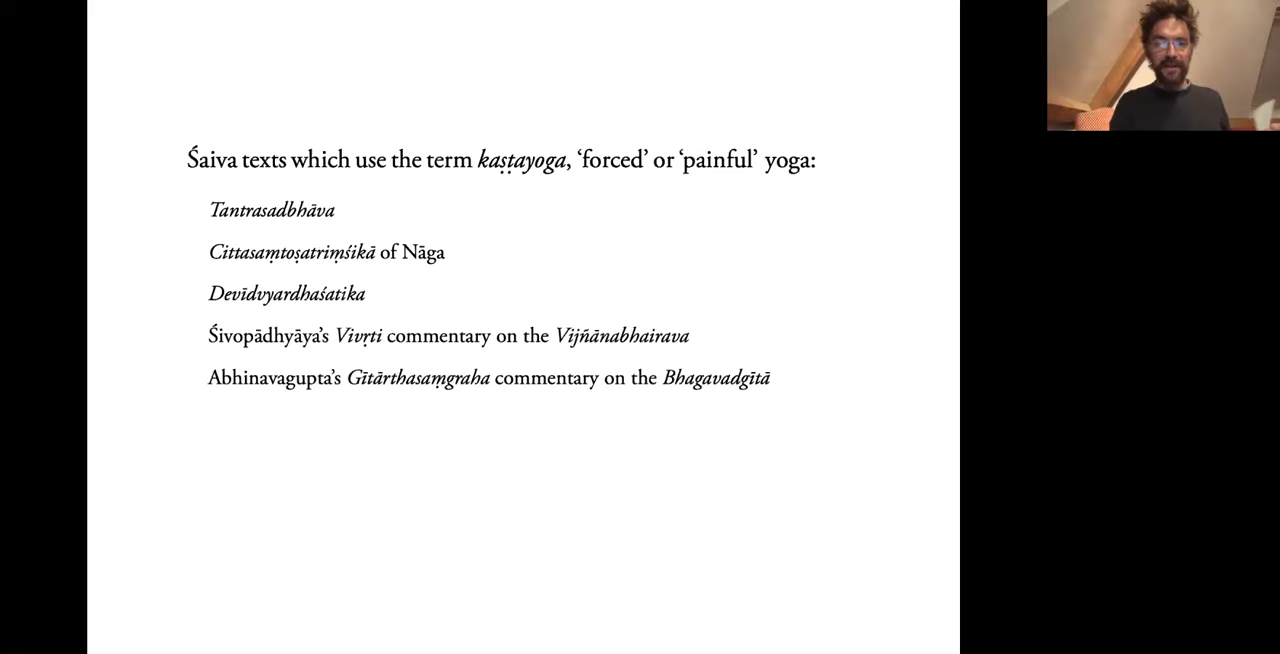 Śaiva texts which use the term kaṣṭayoga, ‘forced’ or ‘painful’ yoga:
Tantrasadbhāva
Cittasaṃtoṣatriṃśikā of Nāga
Devīdvyardhaśatika
Śivopādhyāya’s Vivṛti commentary on the Vijñānabhairava
Abhinavagupta’s Gītārthasaṃgraha commentary on the Bhagavadgītā